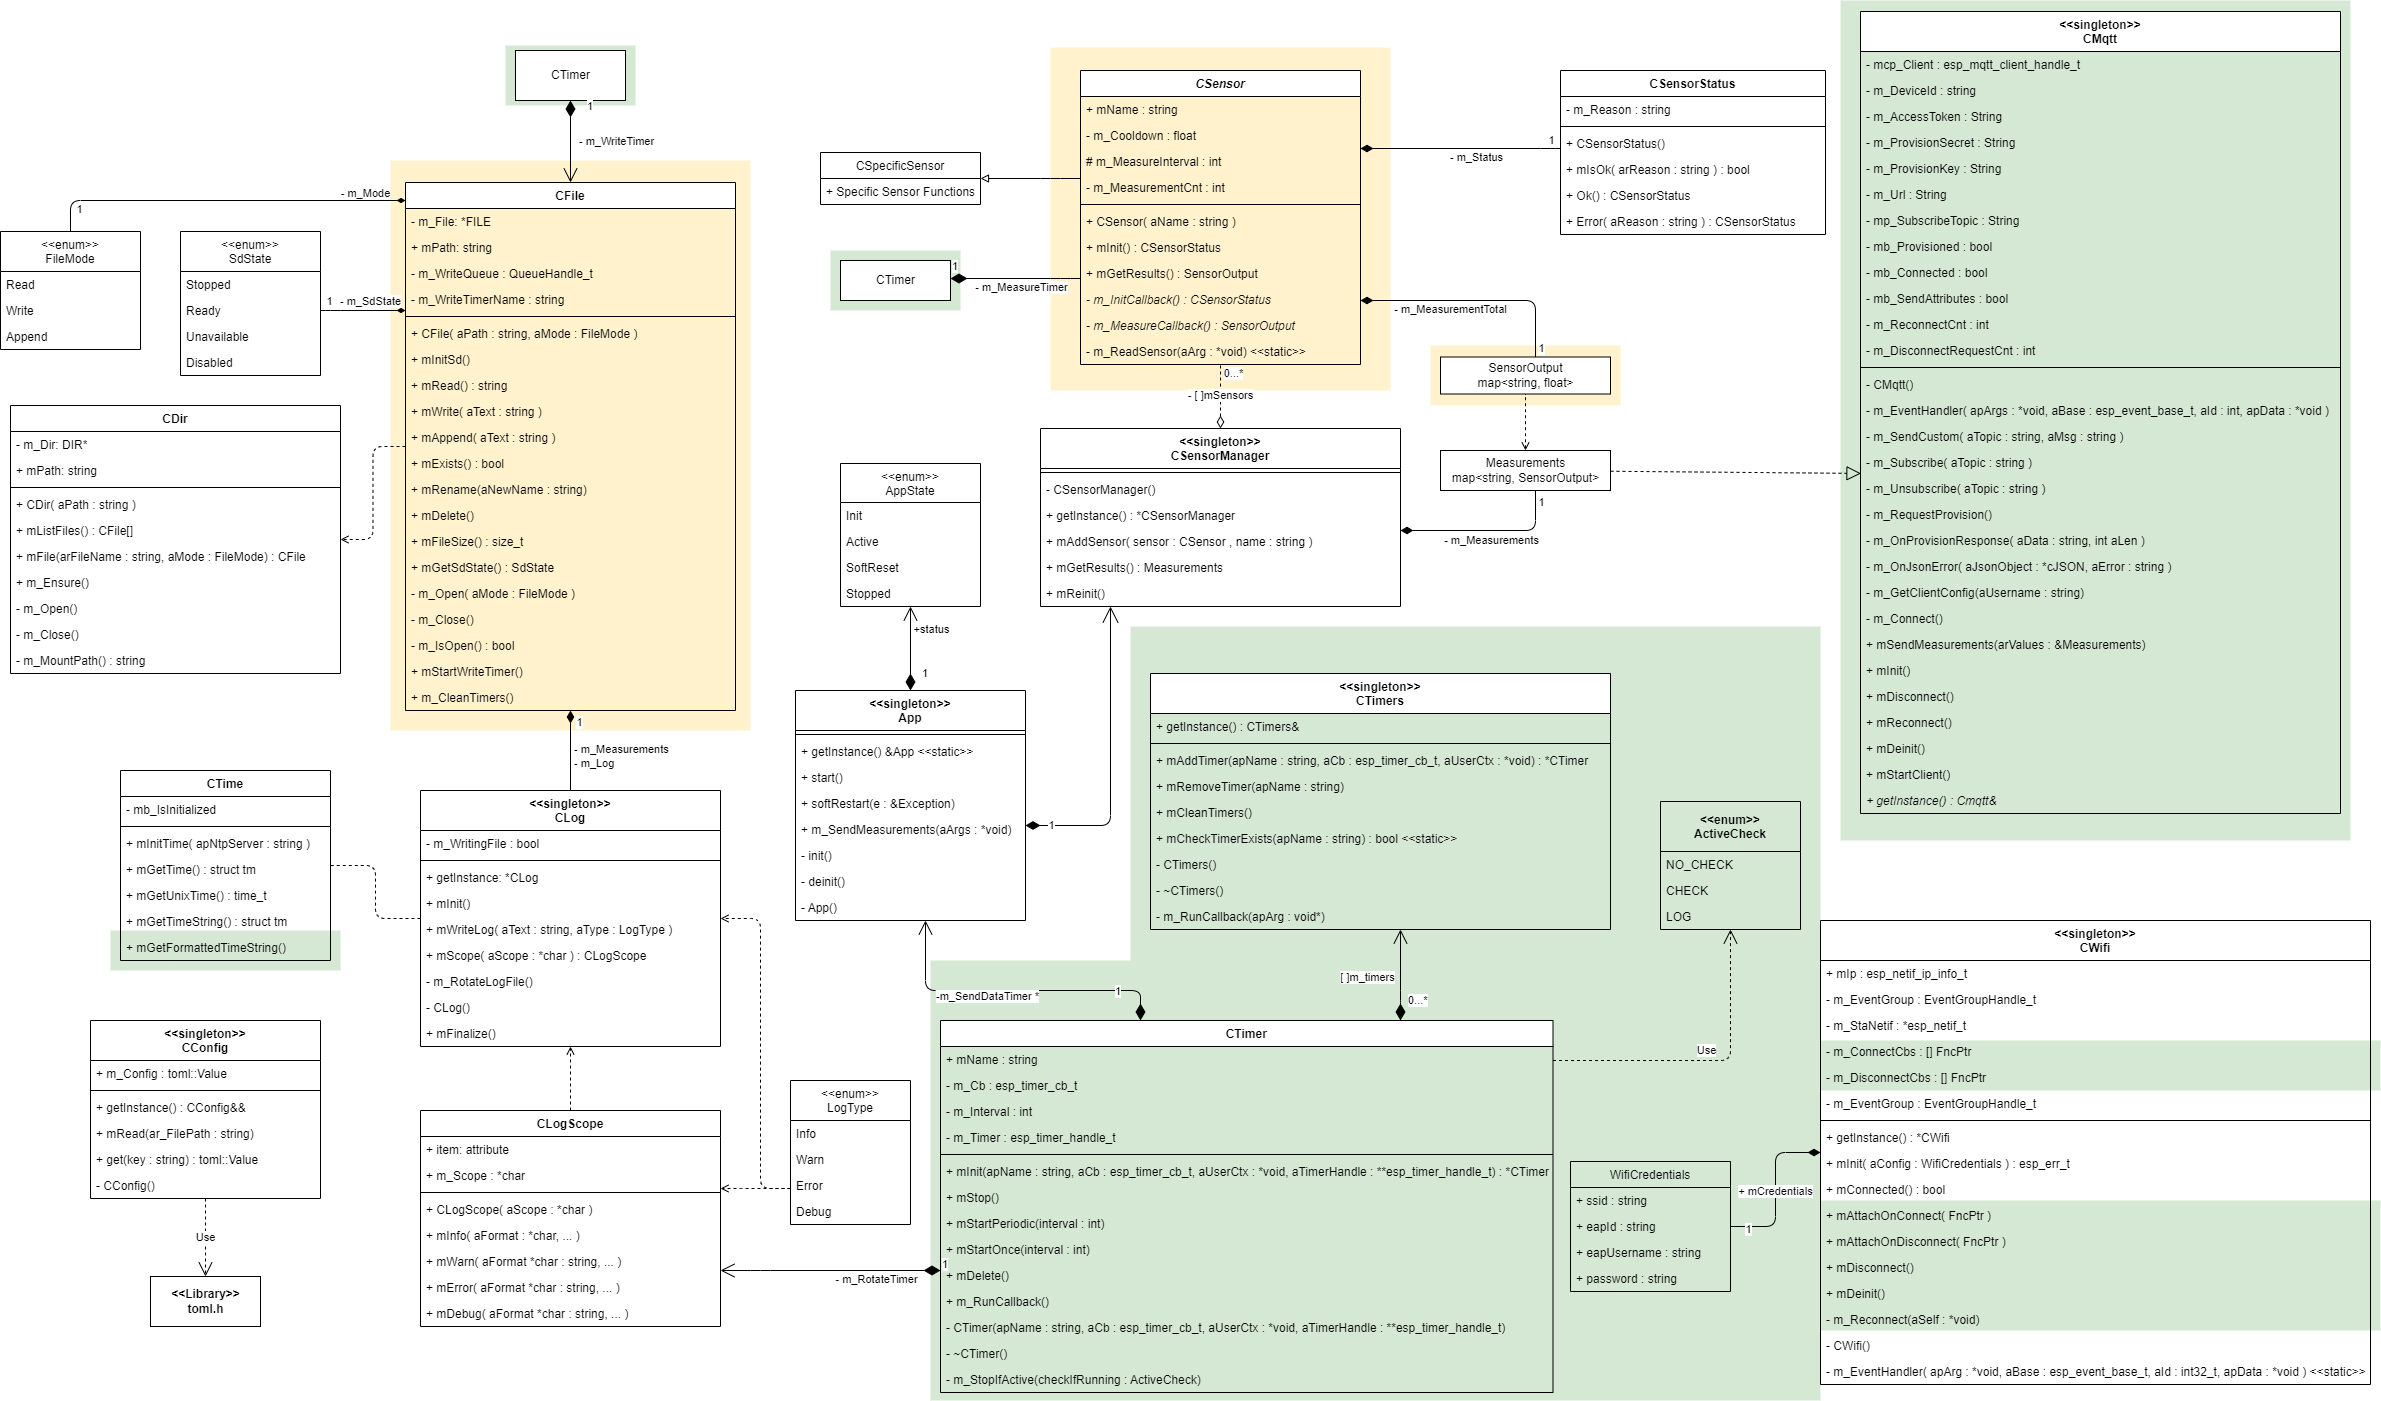 CTimer
1
- m_WriteTimer
CFile
- m_File: *FILE
+ mPath: string
- m_WriteQueue : QueueHandle_t
- m_WriteTimerName : string
+ CFile( aPath : string, aMode : FileMode )
+ mInitSd()
+ mRead() : string
+ mWrite( aText : string )
+ mAppend( aText : string )
+ mExists() : bool
+ mRename(aNewName : string)
+ mDelete()
+ mFileSize() : size_t
+ mGetSdState() : SdState
- m_Open( aMode : FileMode )
- m_Close()
- m_IsOpen() : bool
+ mStartWriteTimer()
+ m_CleanTimers()
- m_Mode
1
<<enum>>
FileMode
Read
Write
Append
<<enum>>
SdState
Stopped
Ready
Unavailable
Disabled
1
- m_SdState
CDir
- m_Dir: DIR*
+ mPath: string
+ CDir( aPath : string )
+ mListFiles() : CFile[]
+ mFile(arFileName : string, aMode : FileMode) : CFile
+ m_Ensure()
- m_Open()
- m_Close()
- m_MountPath() : string
1
- m_Measurements
- m_Log
CTime
- mb_IsInitialized
+ mInitTime( apNtpServer : string )
+ mGetTime() : struct tm
+ mGetUnixTime() : time_t
+ mGetTimeString() : struct tm
+ mGetFormattedTimeString()
<<singleton>>
CLog
- m_WritingFile : bool
+ getInstance: *CLog
+ mInit()
+ mWriteLog( aText : string, aType : LogType )
+ mScope( aScope : *char ) : CLogScope
- m_RotateLogFile()
- CLog()
+ mFinalize()
<<singleton>>
CConfig
+ m_Config : toml::Value
+ getInstance() : CConfig&&
+ mRead(ar_FilePath : string)
+ get(key : string) : toml::Value
- CConfig()
Use
<<Library>>
toml.h
CLogScope
+ item: attribute
+ m_Scope : *char
+ CLogScope( aScope : *char )
+ mInfo( aFormat : *char, ... )
+ mWarn( aFormat *char : string, ... )
+ mError( aFormat *char : string, ... )
+ mDebug( aFormat *char : string, ... )
<<enum>>
LogType
Info
Warn
Error
Debug
- m_RotateTimer
1
CSpecificSensor
+ Specific Sensor Functions
CTimer
1
- m_MeasureTimer
CSensor
+ mName : string
- m_Cooldown : float
# m_MeasureInterval : int
- m_MeasurementCnt : int
+ CSensor( aName : string )
+ mInit() : CSensorStatus
+ mGetResults() : SensorOutput
- m_InitCallback() : CSensorStatus
- m_MeasureCallback() : SensorOutput
- m_ReadSensor(aArg : *void) <<static>>
0...*
- [ ]mSensors
1
- m_Status
CSensorStatus
- m_Reason : string
+ CSensorStatus()
+ mIsOk( arReason : string ) : bool
+ Ok() : CSensorStatus
+ Error( aReason : string ) : CSensorStatus
- m_MeasurementTotal
1
SensorOutput
map<string, float>
Measurements
map<string, SensorOutput>
1
- m_Measurements
<<singleton>>
CSensorManager
- CSensorManager()
+ getInstance() : *CSensorManager
+ mAddSensor( sensor : CSensor , name : string )
+ mGetResults() : Measurements
+ mReinit()
<<enum>>
AppState
Init
Active
SoftReset
Stopped
+status
1
<<singleton>>
App
+ getInstance() &App <<static>>
+ start()
+ softRestart(e : &Exception)
+ m_SendMeasurements(aArgs : *void)
- init()
- deinit()
- App()
1
-m_SendDataTimer *
1
<<singleton>>
CTimers
+ getInstance() : CTimers&
+ mAddTimer(apName : string, aCb : esp_timer_cb_t, aUserCtx : *void) : *CTimer
+ mRemoveTimer(apName : string)
+ mCleanTimers()
+ mCheckTimerExists(apName : string) : bool <<static>>
- CTimers()
- ~CTimers()
- m_RunCallback(apArg : void*)
[ ]m_timers
0...*
<<enum>>
ActiveCheck
NO_CHECK
CHECK
LOG
Use
CTimer
+ mName : string
- m_Cb : esp_timer_cb_t
- m_Interval : int
- m_Timer : esp_timer_handle_t
+ mInit(apName : string, aCb : esp_timer_cb_t, aUserCtx : *void, aTimerHandle : **esp_timer_handle_t) : *CTimer
+ mStop()
+ mStartPeriodic(interval : int)
+ mStartOnce(interval : int)
+ mDelete()
+ m_RunCallback()
- CTimer(apName : string, aCb : esp_timer_cb_t, aUserCtx : *void, aTimerHandle : **esp_timer_handle_t)
- ~CTimer()
- m_StopIfActive(checkIfRunning : ActiveCheck)
<<singleton>>
CMqtt
- mcp_Client : esp_mqtt_client_handle_t
- m_DeviceId : string
- m_AccessToken : String
- m_ProvisionSecret : String
- m_ProvisionKey : String
- m_Url : String
- mp_SubscribeTopic : String
- mb_Provisioned : bool
- mb_Connected : bool
- mb_SendAttributes : bool
- m_ReconnectCnt : int
- m_DisconnectRequestCnt : int
- CMqtt()
- m_EventHandler( apArgs : *void, aBase : esp_event_base_t, aId : int, apData : *void )
- m_SendCustom( aTopic : string, aMsg : string )
- m_Subscribe( aTopic : string )
- m_Unsubscribe( aTopic : string )
- m_RequestProvision()
- m_OnProvisionResponse( aData : string, int aLen )
- m_OnJsonError( aJsonObject : *cJSON, aError : string )
- m_GetClientConfig(aUsername : string)
- m_Connect()
+ mSendMeasurements(arValues : &Measurements)
+ mInit()
+ mDisconnect()
+ mReconnect()
+ mDeinit()
+ mStartClient()
+ getInstance() : Cmqtt&
<<singleton>>
CWifi
+ mIp : esp_netif_ip_info_t
- m_EventGroup : EventGroupHandle_t
- m_StaNetif : *esp_netif_t
- m_ConnectCbs : [] FncPtr
- m_DisconnectCbs : [] FncPtr
- m_EventGroup : EventGroupHandle_t
+ getInstance() : *CWifi
+ mInit( aConfig : WifiCredentials ) : esp_err_t
+ mConnected() : bool
+ mAttachOnConnect( FncPtr )
+ mAttachOnDisconnect( FncPtr )
+ mDisconnect()
+ mDeinit()
- m_Reconnect(aSelf : *void)
- CWifi()
- m_EventHandler( apArg : *void, aBase : esp_event_base_t, aId : int32_t, apData : *void ) <<static>>
WifiCredentials
+ ssid : string
+ eapId : string
+ eapUsername : string
+ password : string
+ mCredentials
1